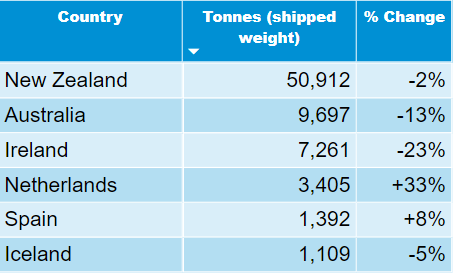 Country Tonnes (shipped weight) % Change
New Zealand 50,912 -2%
Australia 9,697 -13%
Ireland 7,261 -23%
Netherlands 3,405 +33%
Spain 1,392 +8%
Iceland 1,109 -5%